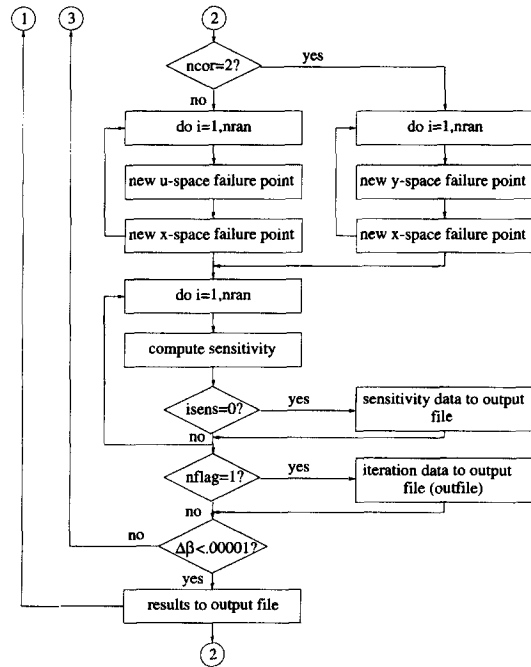 1
3
2
ncor=2?
yes
no
do i=1,nran
do i=1,nran
new u-space failure point
new y-space failure point
new x-space failure point
new x-space failure point
do i=1,nran
compute sensitivity
isens=0?
yes
sensitivity data to output
file
no
nflag=1?
yes
iteration data to output
file (outfile)
no
no
Δβ<.00001?
yes
results to output file
2